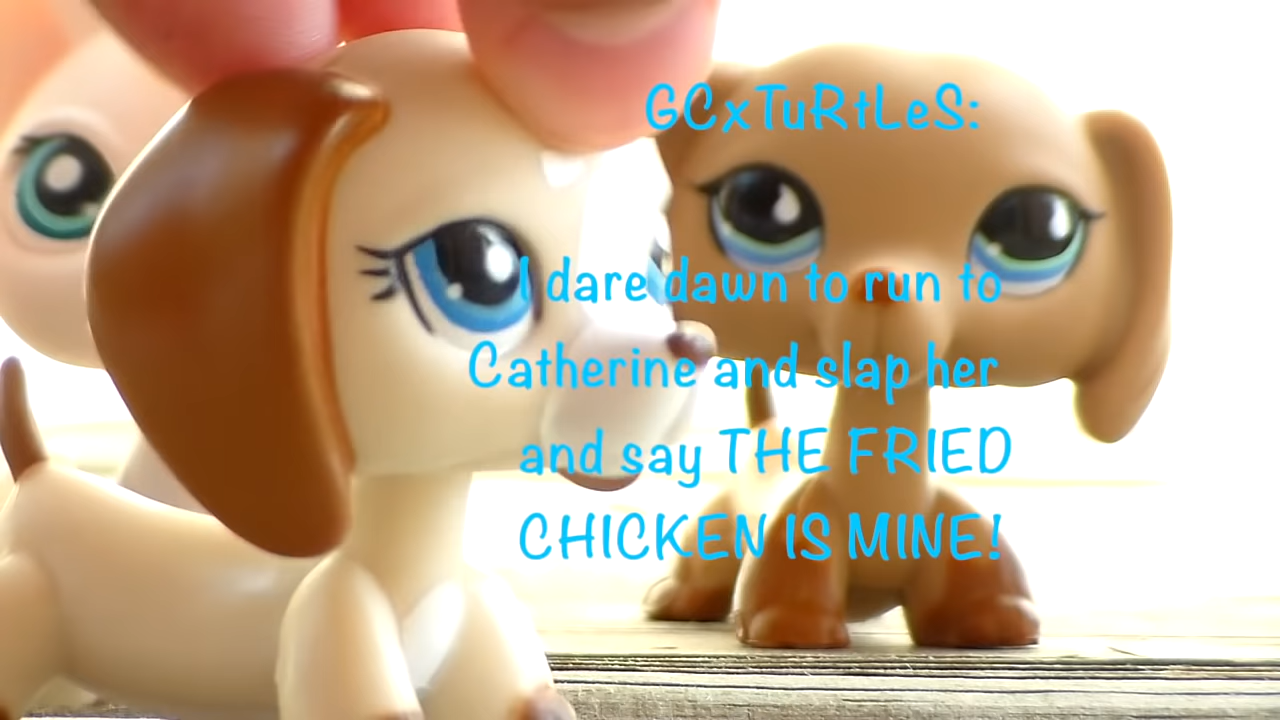 GCxTuRtLeS:
I dare dawn to run to
Catherine and slap her
and say THE FRIED
CHICKEN IS MINE!